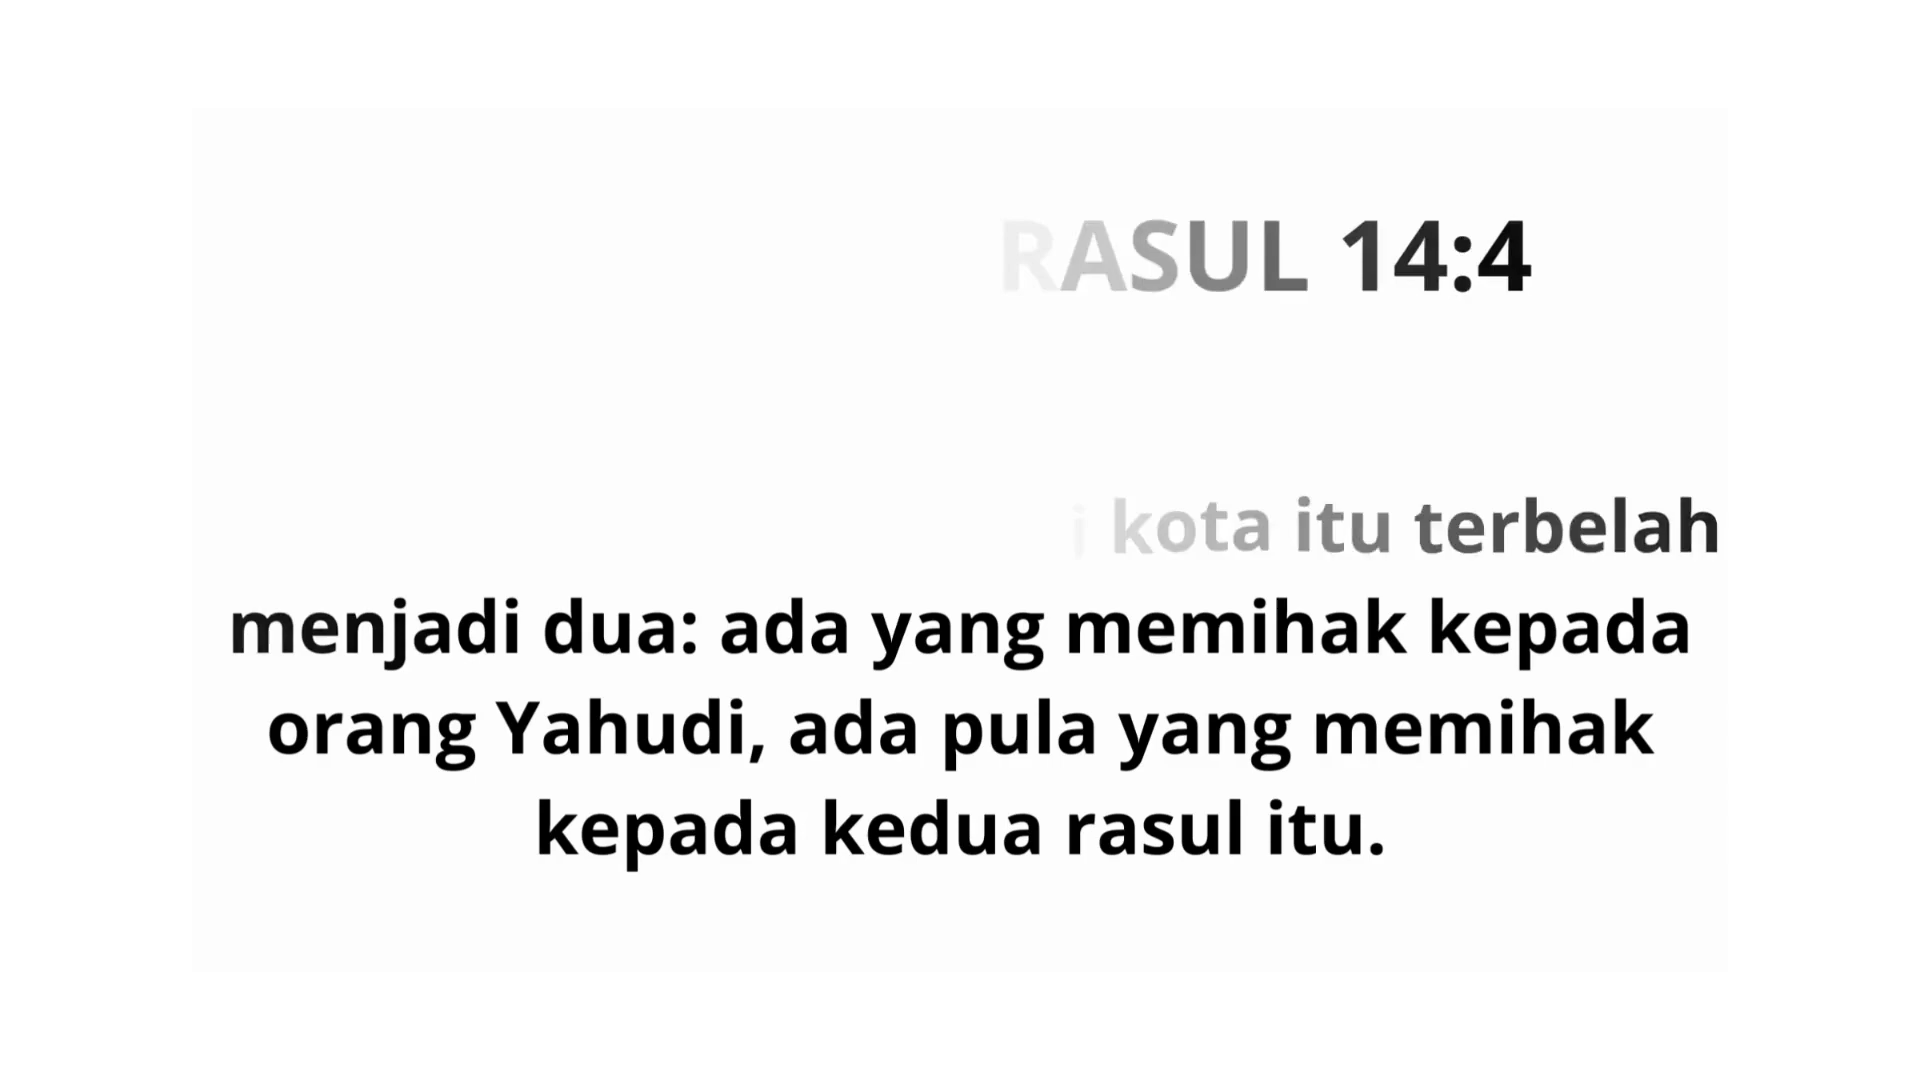 RASUL 14:4
kota itu terbelah
menjadi dua: ada yang memihak kepada
orang Yahudi, ada pula yang memihak
kepada kedua rasul itu.